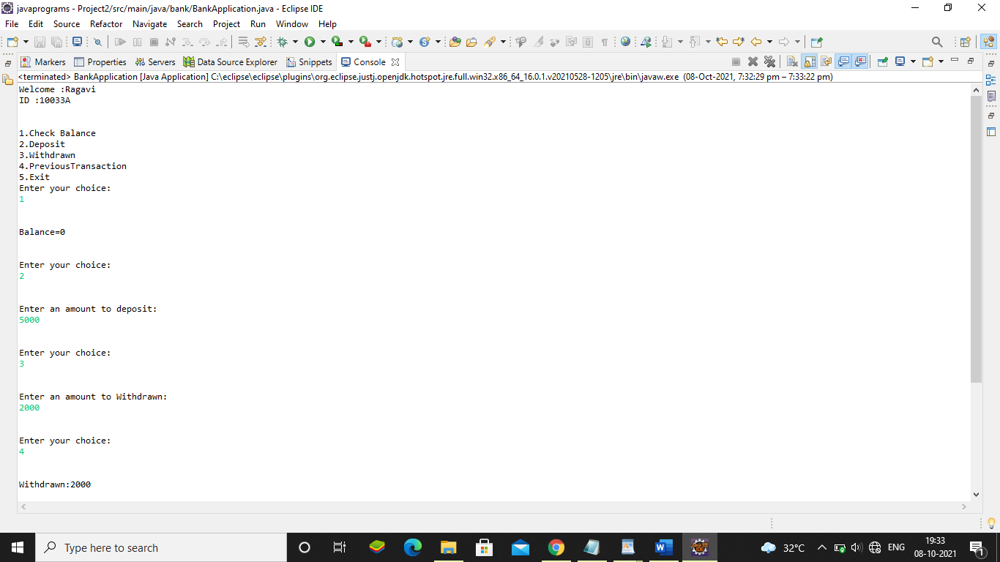 javaprograms - Project2/src/main/java/bank/BankApplication.java - Eclipse IDE
File Edit Source Refactor Navigate Search Project Run Window Help
Markers Properties Servers Data Source Explorer Snippets Console
<terminated> BankApplication [Java Application] C:\eclipse\eclipse\plugins\org.eclipse.justj.openjdk.hotspot.jre.full.win32.x86_64_16.0.1.v20210528-1205\jre\bin\javaw.exe (08-Oct-2021, 7:32:29 pm – 7:33:22 pm)
Welcome :Ragavi
ID :10033A
1.Check Balance
2.Deposit
3.Withdrawn
4.PreviousTransaction
5.Exit
Enter your choice:
1
Balance=0
Enter your choice:
2
Enter an amount to deposit:
5000
Enter your choice:
3
Enter an amount to Withdrawn:
2000
Enter your choice:
4
Withdrawn:2000
Type here to search
32°C
ENG
19:33
08-10-2021
1